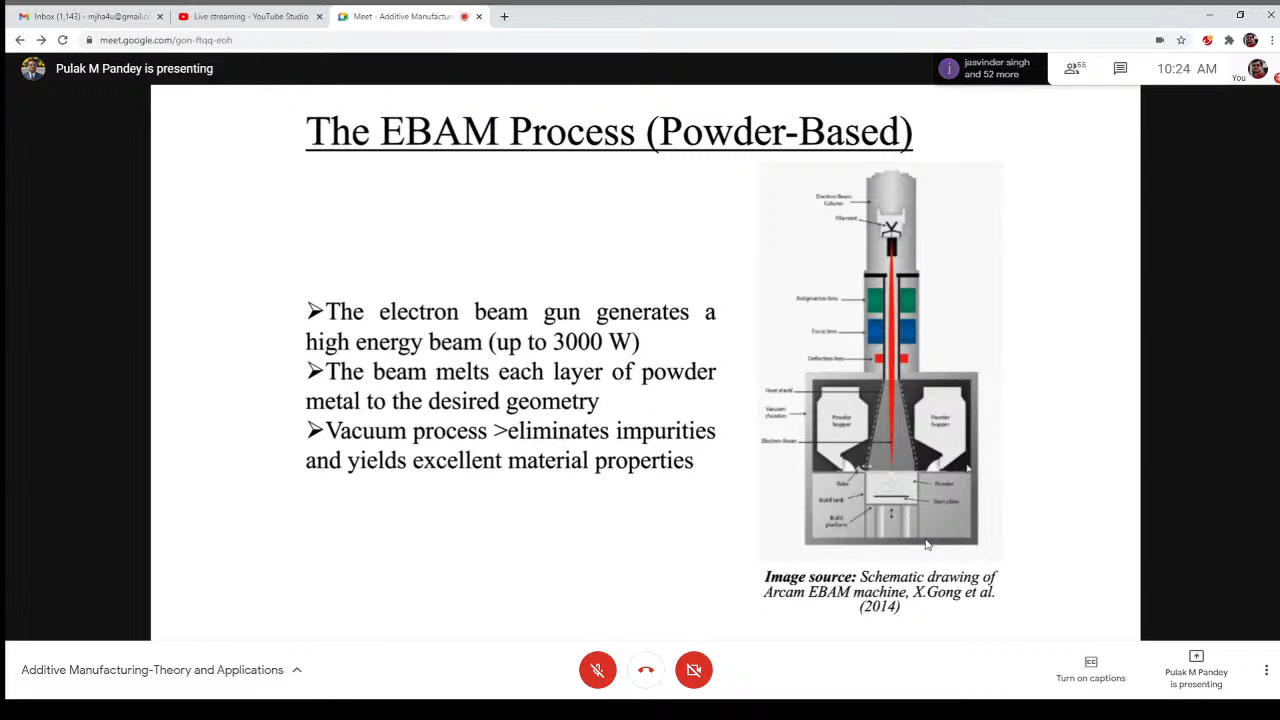 Inbox (1,143) - mjha4u@gmail.cc
Live streaming - YouTube Studio
Meet - Additive Manufactur
meet.google.com/gon-ftqq-eoh
Pulak M Pandey is presenting
j
jasvinder singh
and 52 more
55
10:24 AM
You
The EBAM Process (Powder-Based)
➢The electron beam gun generates a
high energy beam (up to 3000 W)
➢The beam melts each layer of powder
metal to the desired geometry
➢Vacuum process >eliminates impurities
and yields excellent material properties
Electron Beam
Column
Filament
Astigmatism lens
Focus lens
Deflection lens
Heat shield
Vacuum
chamber
Powder
hopper
Powder
hopper
Electron Beam
Rake
Powder
Build tank
Start plate
Build
platform
Image source: Schematic drawing of
Arcam EBAM machine, X.Gong et al.
(2014)
Additive Manufacturing-Theory and Applications
CC
Turn on captions
Pulak M Pandey
is presenting